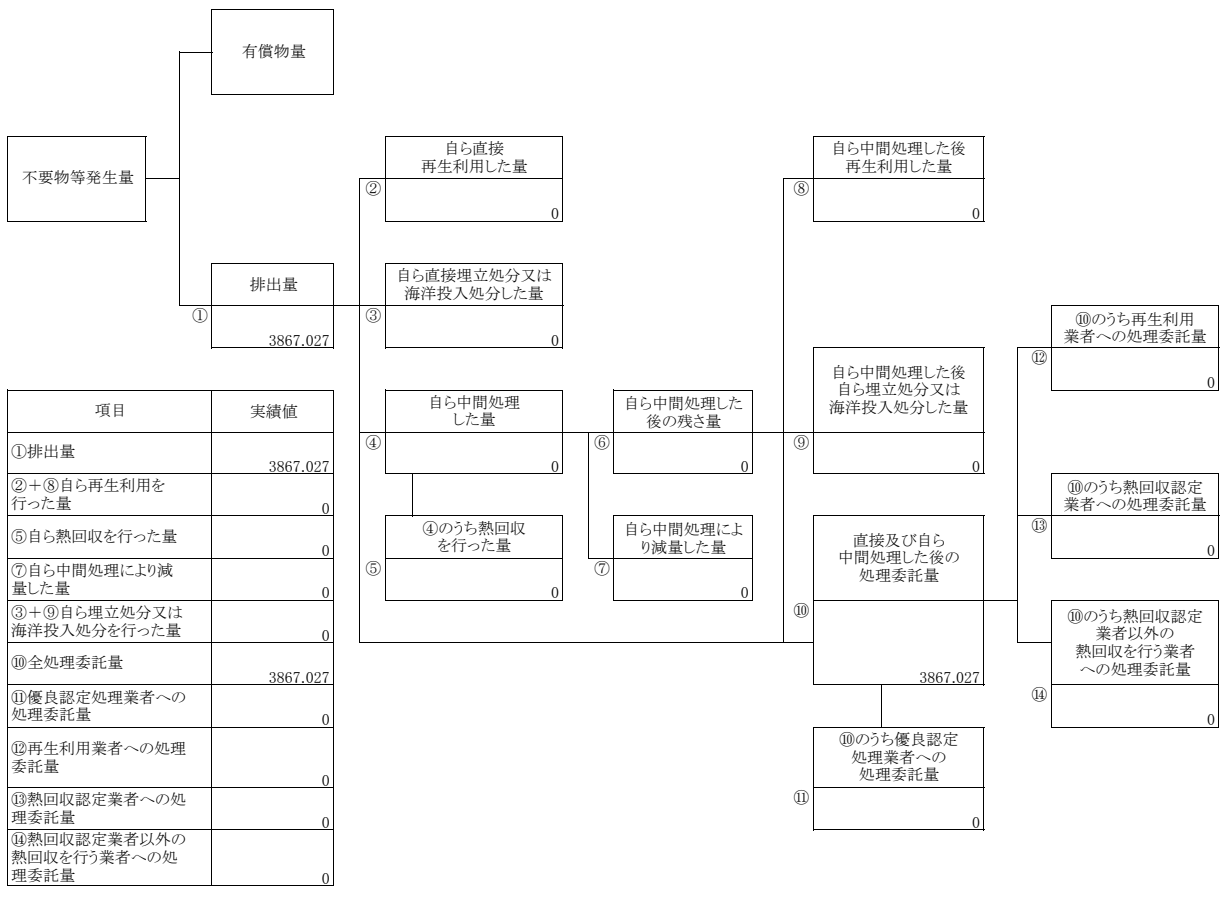 有償物量
不要物等発生量
排出量
①
3867.027
自ら直接
再生利用した量
②
0
自ら直接埋立処分又は
海洋投入処分した量
③
0
自ら中間処理
した量
④
0
④のうち熱回収
を行った量
⑤
0
自ら中間処理した
後の残さ量
⑥
0
自ら中間処理によ
り減量した量
⑦
0
自ら中間処理した後
再生利用した量
⑧
0
自ら中間処理した後
自ら埋立処分又は
海洋投入処分した量
⑨
0
直接及び自ら
中間処理した後の
処理委託量
⑩
3867.027
⑩のうち優良認定
処理業者への
処理委託量
⑪
0
⑩のうち再生利用
業者への処理委託量
⑫
0
⑩のうち熱回収認定
業者への処理委託量
⑬
0
⑩のうち熱回収認定
業者以外の
熱回収を行う業者
への処理委託量
⑭
0
項目 実績値
①排出量
3867.027
②＋⑧自ら再生利用を
行った量
0
⑤自ら熱回収を行った量
0
⑦自ら中間処理により減
量した量
0
③＋⑨自ら埋立処分又は
海洋投入処分を行った量
0
⑩全処理委託量
3867.027
⑪優良認定処理業者への
処理委託量
0
⑫再生利用業者への処理
委託量
0
⑬熱回収認定業者への処
理委託量
0
⑭熱回収認定業者以外の
熱回収を行う業者への処
理委託量
0